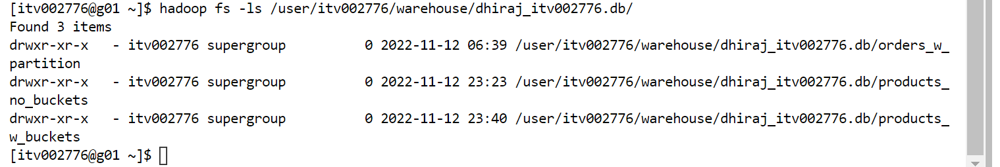 [itv002776@g01 ~]$ hadoop fs -ls /user/itv002776/warehouse/dhiraj_itv002776.db/
Found 3 items
drwxr-xr-x   - itv002776 supergroup          0 2022-11-12 06:39 /user/itv002776/warehouse/dhiraj_itv002776.db/orders_w_
partition
drwxr-xr-x   - itv002776 supergroup          0 2022-11-12 23:23 /user/itv002776/warehouse/dhiraj_itv002776.db/products_
no_buckets
drwxr-xr-x   - itv002776 supergroup          0 2022-11-12 23:40 /user/itv002776/warehouse/dhiraj_itv002776.db/products_
w_buckets
[itv002776@g01 ~]$